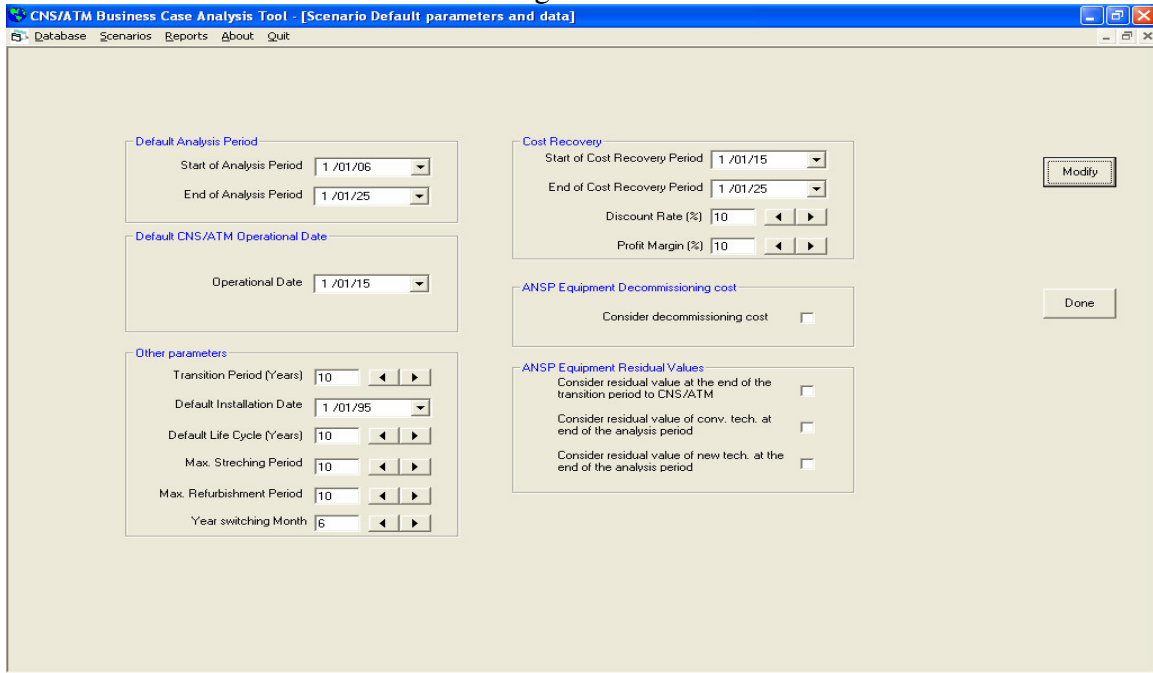 CNS/ATM Business Case Analysis Tool - [Scenario Default parameters and data]
Database Scenarios Reports About Quit
Default Analysis Period
Start of Analysis Period 1 /01/06
End of Analysis Period 1 /01/25
Default CNS/ATM Operational Date
Operational Date 1 /01/15
Other parameters
Transition Period (Years) 10
Default Installation Date 1 /01/95
Default Life Cycle (Years) 10
Max. Streching Period 10
Max. Refurbishment Period 10
Year switching Month 6
Cost Recovery
Start of Cost Recovery Period 1 /01/15
End of Cost Recovery Period 1 /01/25
Discount Rate (%) 10
Profit Margin (%) 10
ANSP Equipment Decommissioning cost
Consider decommissioning cost
ANSP Equipment Residual Values
Consider residual value at the end of the
transition period to CNS/ATM
Consider residual value of conv. tech. at
end of the analysis period
Consider residual value of new tech. at the
end of the analysis period
Modify
Done